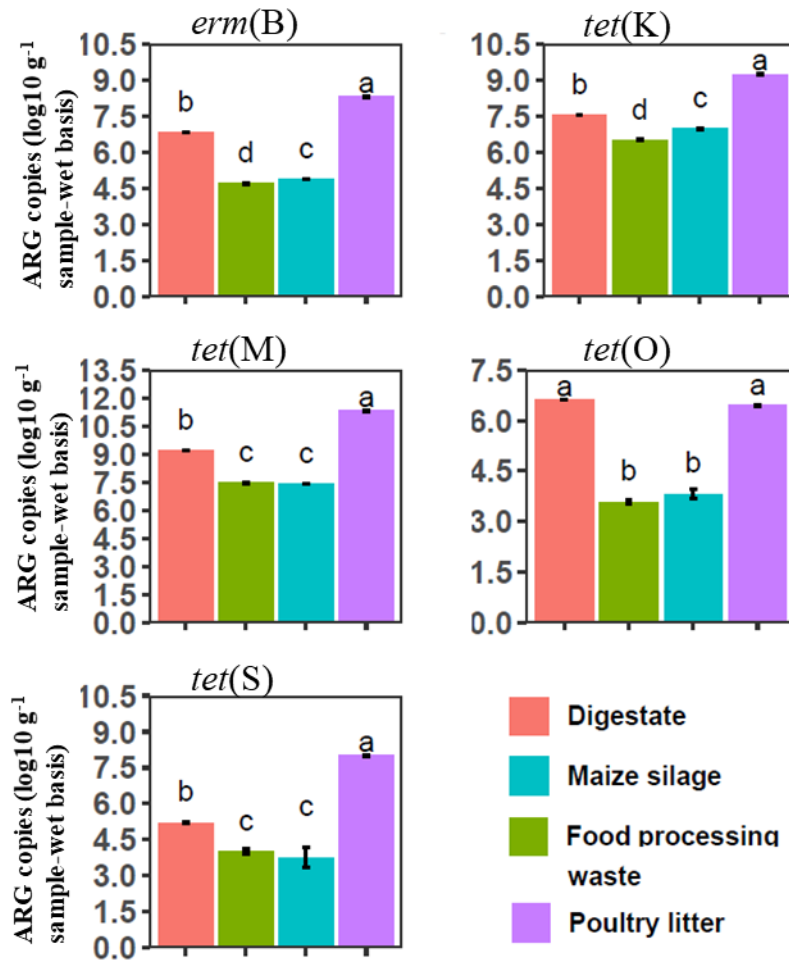 erm(B)
ARG copies (log10 g-1
sample-wet basis)
10.5
9.0
7.5
6.0
4.5
3.0
1.5
0.0
b
d
c
a
tet(K)
10.5
9.0
7.5
6.0
4.5
3.0
1.5
0.0
b
d
c
a
tet(M)
ARG copies (log10 g-1
sample-wet basis)
13.5
12.0
10.5
9.0
7.5
6.0
4.5
3.0
1.5
0.0
b
c
c
a
tet(O)
7.5
6.0
4.5
3.0
1.5
0.0
a
b
b
a
tet(S)
ARG copies (log10 g-1
sample-wet basis)
10.5
9.0
7.5
6.0
4.5
3.0
1.5
0.0
b
c
c
a
Digestate
Maize silage
Food processing
waste
Poultry litter